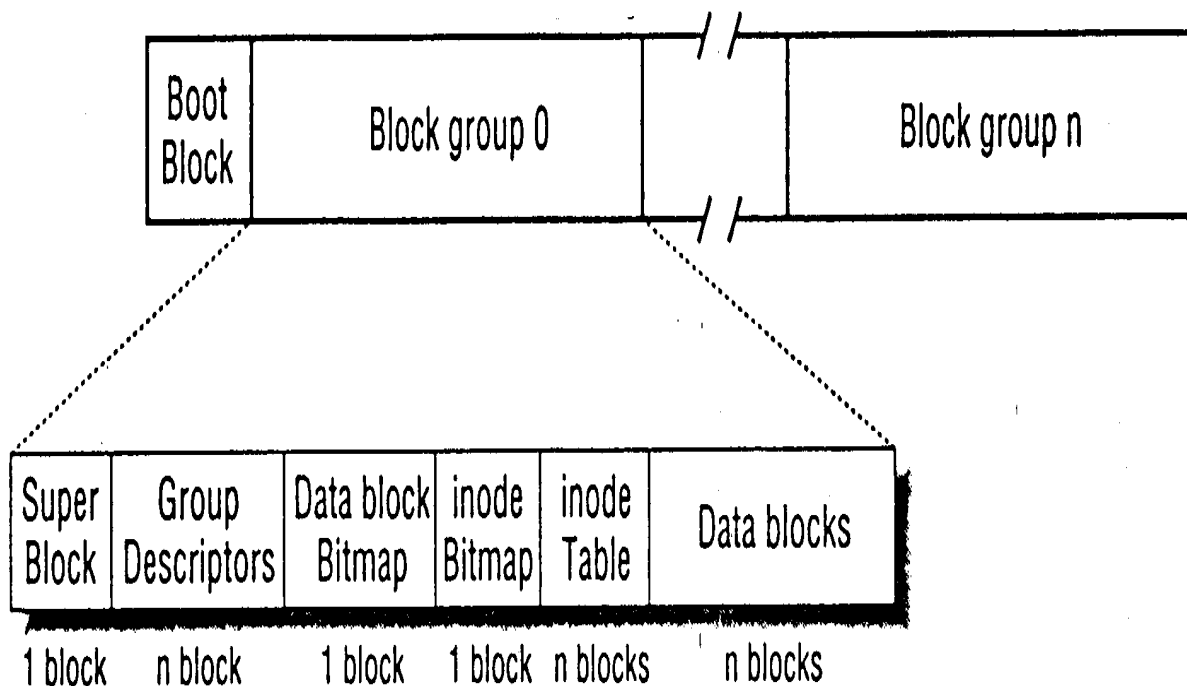 Boot
Block
Block group 0
Block group n
Super
Block
Group
Descriptors
Data block
Bitmap
inode
Bitmap
inode
Table
Data blocks
1 block
n block
1 block
1 block
n blocks
n blocks